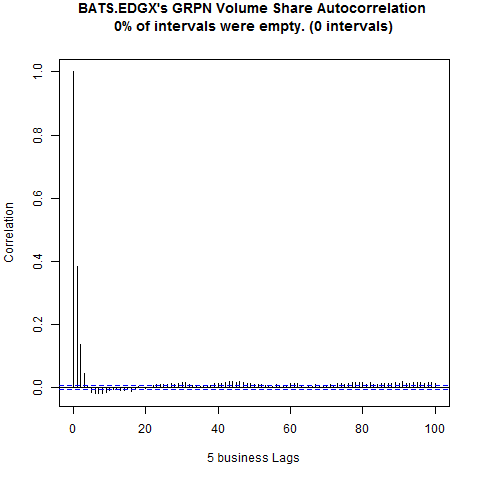 BATS.EDGX's GRPN Volume Share Autocorrelation
0% of intervals were empty. (0 intervals)
Correlation
1.0
0.8
0.6
0.4
0.2
0.0
0 20 40 60 80 100
5 business Lags